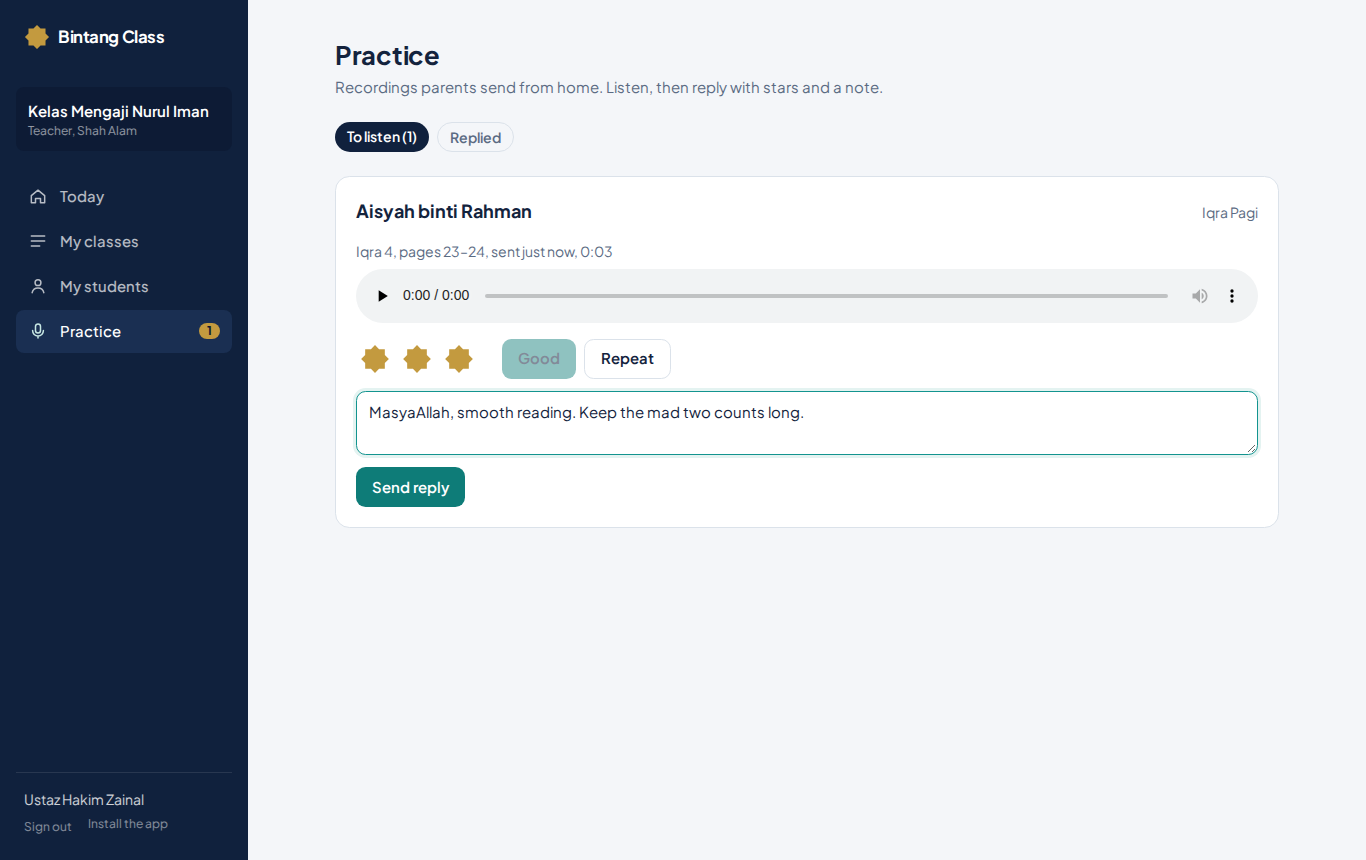 Bintang Class
Kelas Mengaji Nurul Iman
Teacher, Shah Alam
Today
My classes
My students
Practice
1
Ustaz Hakim Zainal
Sign out
Install the app
Practice
Recordings parents send from home. Listen, then reply with stars and a note.
To listen (1)
Replied
Aisyah binti Rahman
Iqra Pagi
Iqra 4, pages 23–24, sent just now, 0:03
0:00 / 0:00
Good
Repeat
MasyaAllah, smooth reading. Keep the mad two counts long.
Send reply